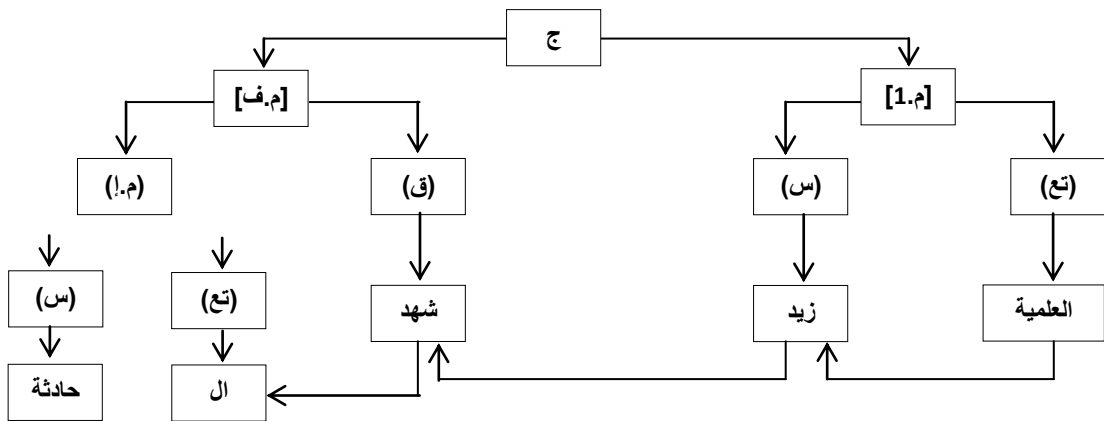 ج
[م.1] [م.ف]
(تع) (س) (ق) (م.إ)
(تع) (س)
العلمية زيد شهد
ال حادثة